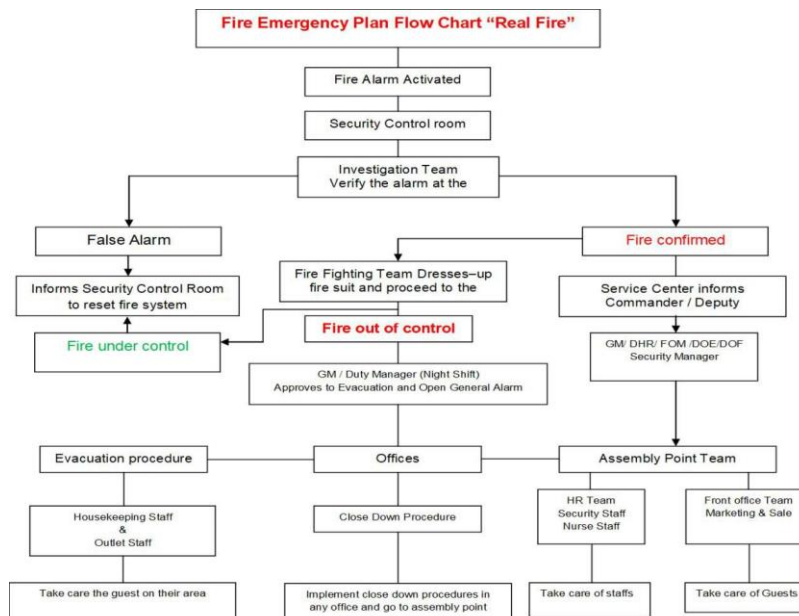 Fire Emergency Plan Flow Chart “Real Fire”
Fire Alarm Activated
Security Control room
Investigation Team
Verify the alarm at the
False Alarm
Fire confirmed
Informs Security Control Room
to reset fire system
Fire Fighting Team Dresses–up
fire suit and proceed to the
Service Center informs
Commander / Deputy
Fire under control
Fire out of control
GM/ DHR/ FOM /DOE/DOF
Security Manager
GM / Duty Manager (Night Shift)
Approves to Evacuation and Open General Alarm
Evacuation procedure
Offices
Assembly Point Team
Housekeeping Staff
&
Outlet Staff
Close Down Procedure
HR Team
Security Staff
Nurse Staff
Front office Team
Marketing & Sale
Take care the guest on their area
Implement close down procedures in
any office and go to assembly point
Take care of staffs
Take care of Guests